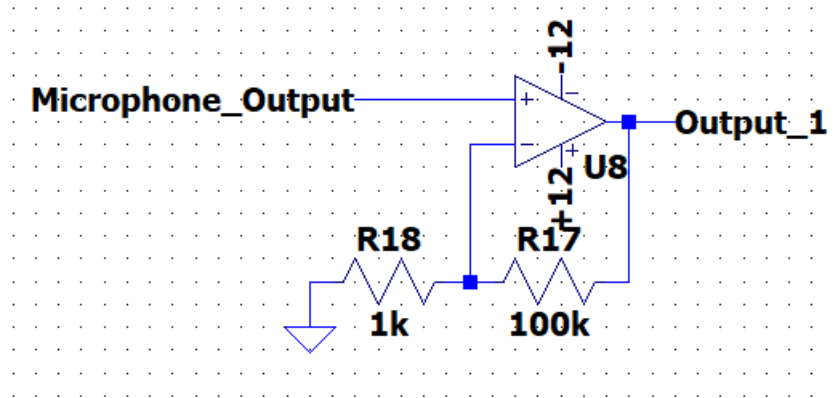 -12
Microphone_Output
+
−
Output_1
−
+
U8
+12
R18
R17
1k
100k